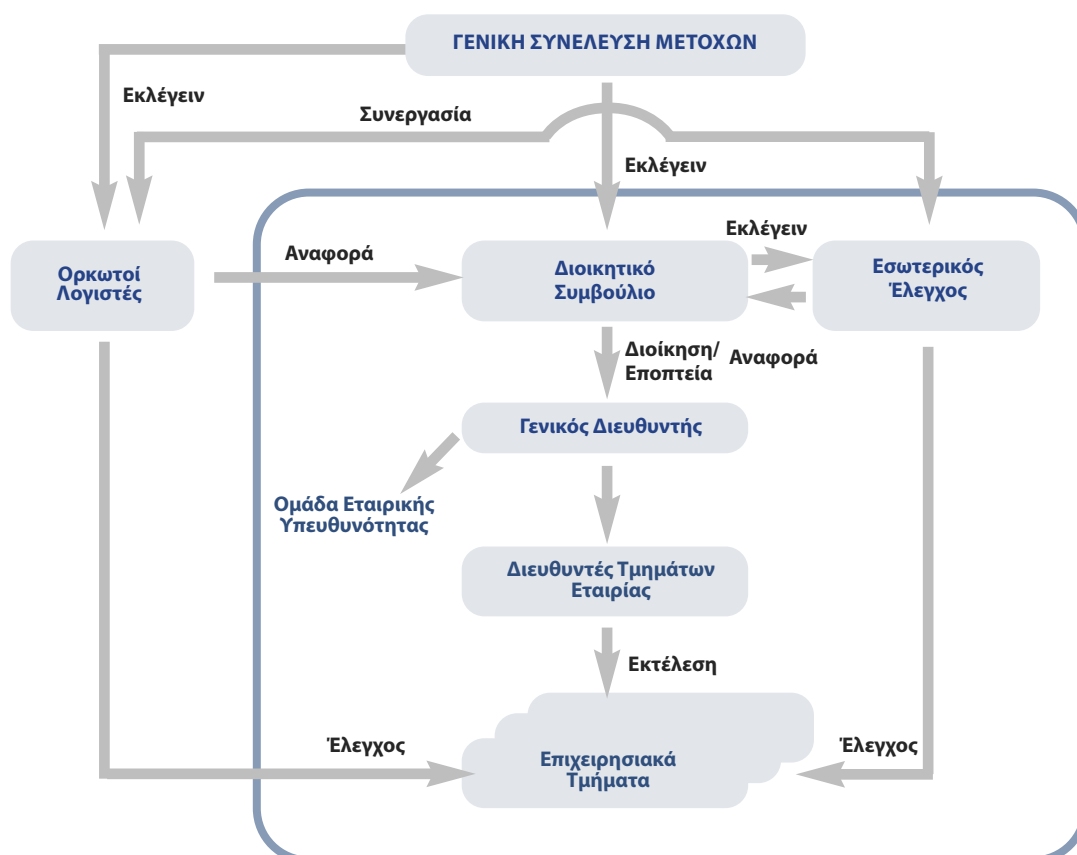 ΓΕΝΙΚΗ ΣΥΝΕΛΕΥΣΗ ΜΕΤΟΧΩΝ
Εκλέγειν
Συνεργασία
Εκλέγειν
Εκλέγειν
Αναφορά
Ορκωτοί
Λογιστές
Διοικητικό
Συμβούλιο
Εσωτερικός
Έλεγχος
Διοίκηση/
Εποπτεία
Αναφορά
Γενικός Διευθυντής
Ομάδα Εταιρικής
Υπευθυνότητας
Διευθυντές Τμημάτων
Εταιρίας
Εκτέλεση
Έλεγχος
Επιχειρησιακά
Τμήματα
Έλεγχος